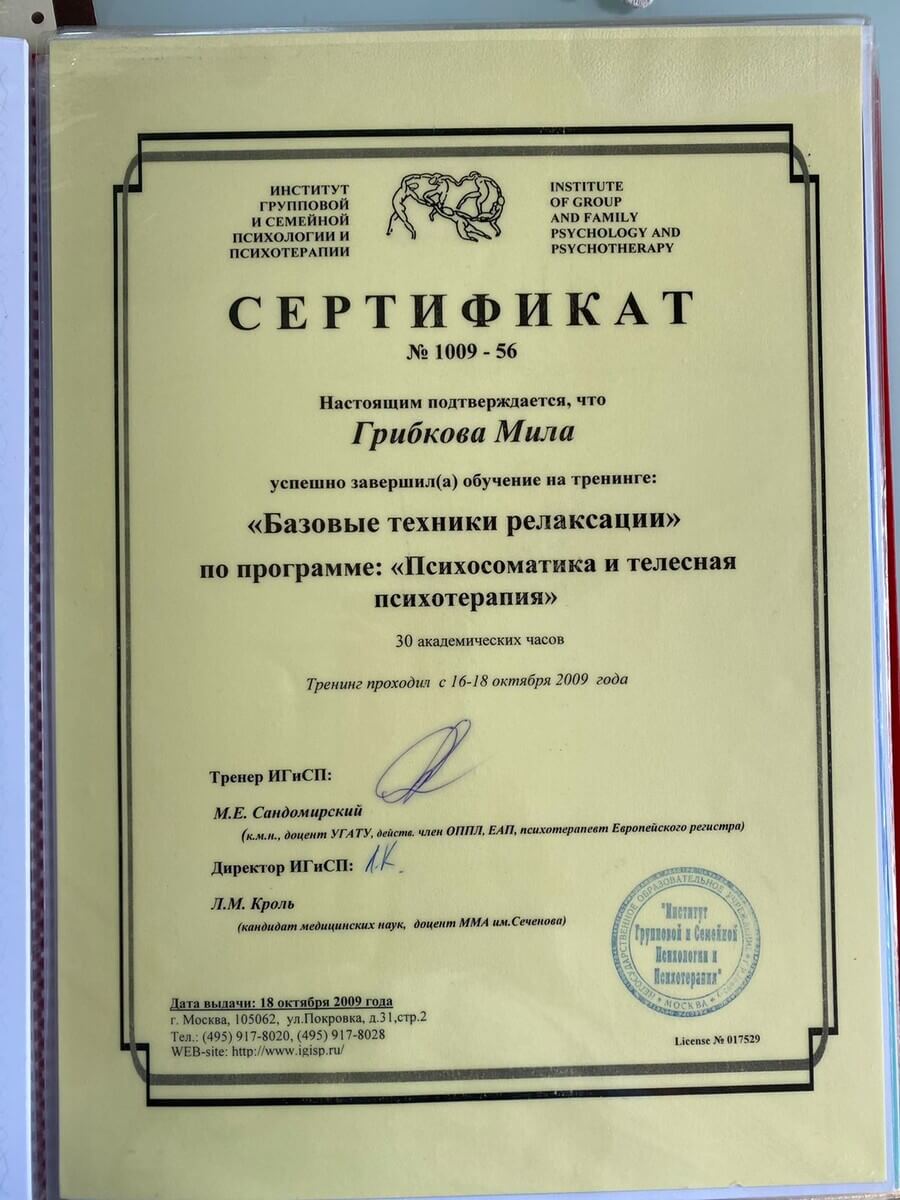 ИНСТИТУТ
ГРУППОВОЙ
И СЕМЕЙНОЙ
ПСИХОЛОГИИ И
ПСИХОТЕРАПИИ
INSTITUTE
OF GROUP
AND FAMILY
PSYCHOLOGY AND
PSYCHOTHERAPY
СЕРТИФИКАТ
№ 1009 - 56
Настоящим подтверждается, что
Грибкова Мила
успешно завершил(а) обучение на тренинге:
«Базовые техники релаксации»
по программе: «Психосоматика и телесная
психотерапия»
30 академических часов
Тренинг проходил с 16-18 октября 2009 года
Тренер ИГиСП:
М.Е. Сандомирский
(к.м.н., доцент УГАТУ, действ. член ОППЛ, ЕАП, психотерапевт Европейского регистра)
Директор ИГиСП: Л.К.
Л.М. Кроль
(кандидат медицинских наук, доцент ММА им.Сеченова)
НЕГОСУДАРСТВЕННОЕ ОБРАЗОВАТЕЛЬНОЕ УЧРЕЖДЕНИЕ
"Институт
Групповой и Семейной
Психологии и
Психотерапии"
МОСКВА
Дата выдачи: 18 октября 2009 года
г. Москва, 105062, ул.Покровка, д.31,стр.2
Тел.: (495) 917-8020, (495) 917-8028
WEB-site: http://www.igisp.ru/
License № 017529